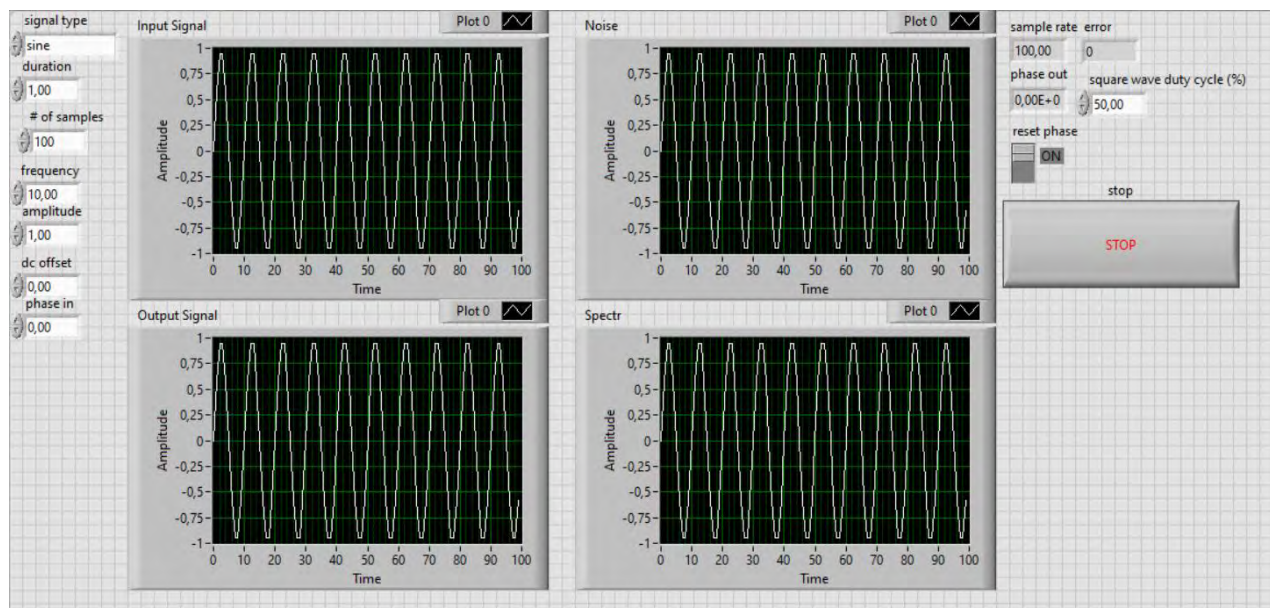 signal type
sine
duration
1,00
# of samples
100
frequency
10,00
amplitude
1,00
dc offset
0,00
phase in
0,00
Input Signal
Plot 0
1
0,75
0,5
0,25
0
-0,25
-0,5
-0,75
-1
Amplitude
0 10 20 30 40 50 60 70 80 90 100
Time
Noise
Plot 0
1
0,75
0,5
0,25
0
-0,25
-0,5
-0,75
-1
Amplitude
0 10 20 30 40 50 60 70 80 90 100
Time
Output Signal
Plot 0
1
0,75
0,5
0,25
0
-0,25
-0,5
-0,75
-1
Amplitude
0 10 20 30 40 50 60 70 80 90 100
Time
Spectr
Plot 0
1
0,75
0,5
0,25
0
-0,25
-0,5
-0,75
-1
Amplitude
0 10 20 30 40 50 60 70 80 90 100
Time
sample rate error
100,00 0
phase out square wave duty cycle (%)
0,00E+0 50,00
reset phase
ON
stop
STOP